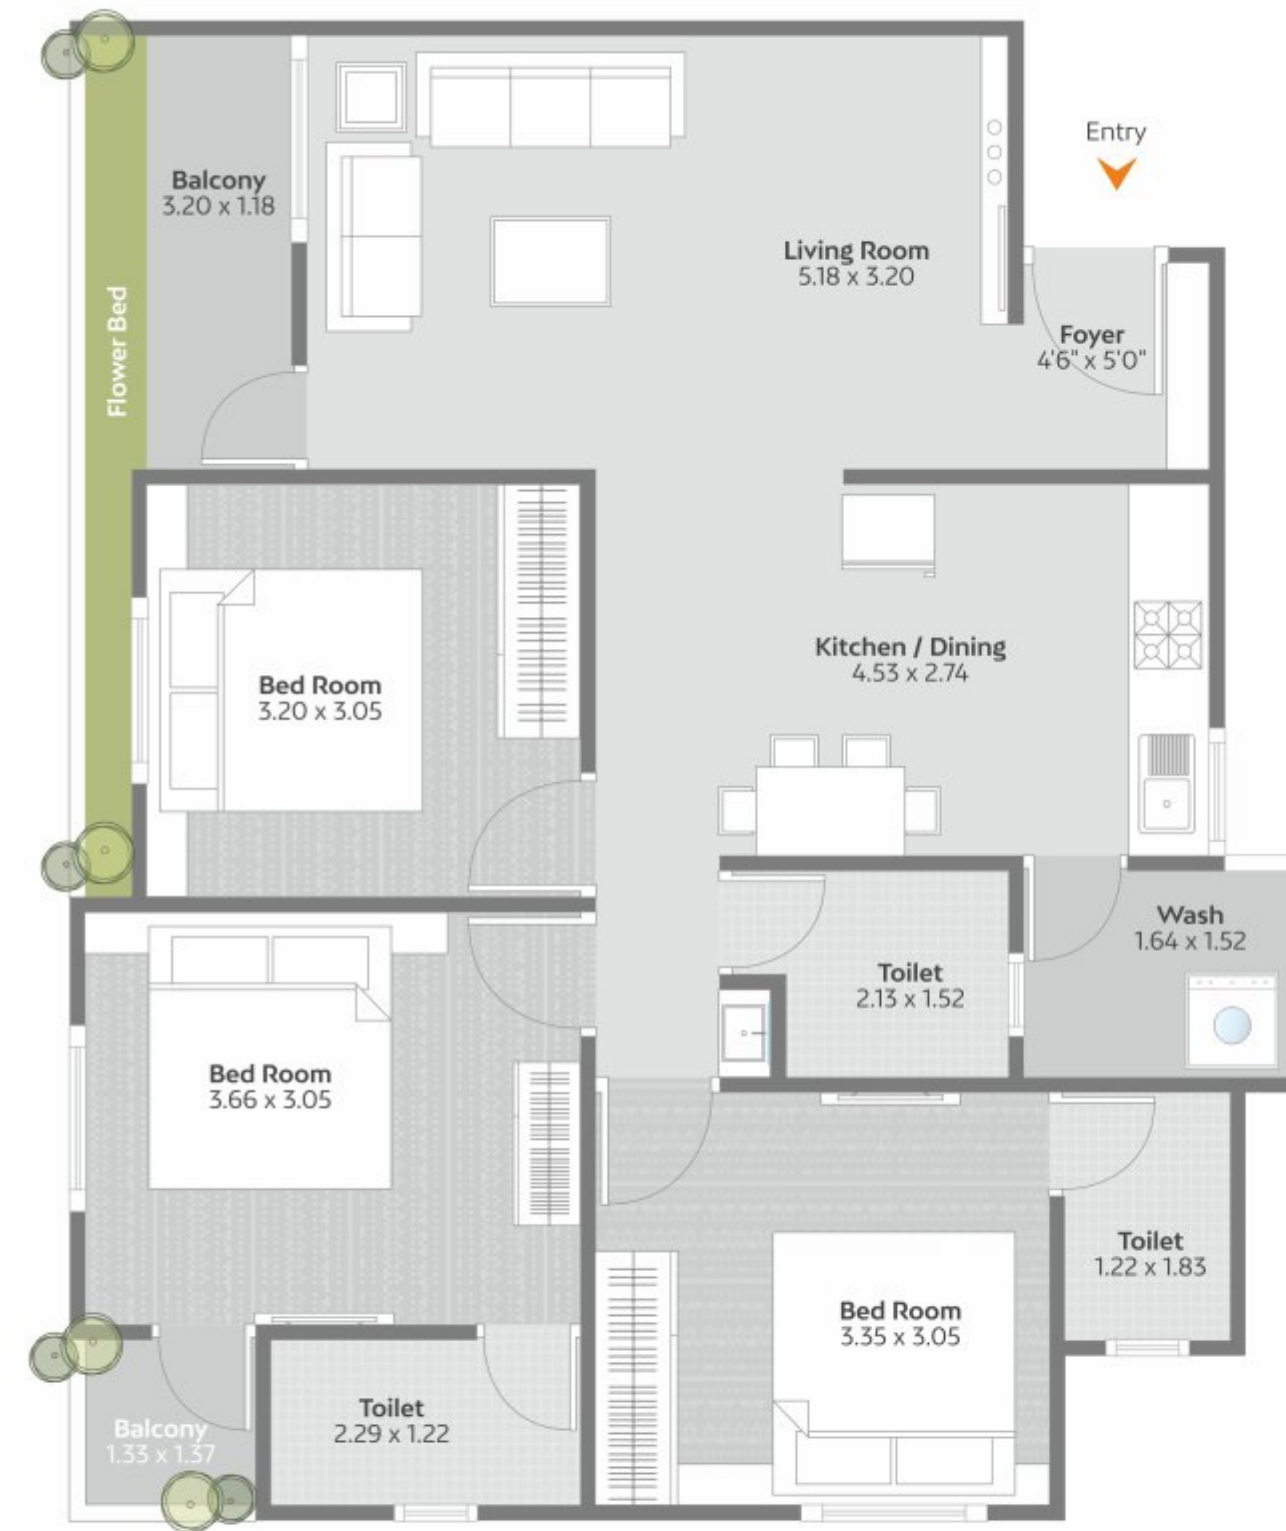 Entry
Balcony
3.20 x 1.18
Living Room
5.18 x 3.20
Flower Bed
Foyer
4'6" x 5'0"
Kitchen / Dining
4.53 x 2.74
Bed Room
3.20 x 3.05
Wash
1.64 x 1.52
Toilet
2.13 x 1.52
Bed Room
3.66 x 3.05
Toilet
1.22 x 1.83
Bed Room
3.35 x 3.05
Toilet
2.29 x 1.22
Balcony
1.33 x 1.37